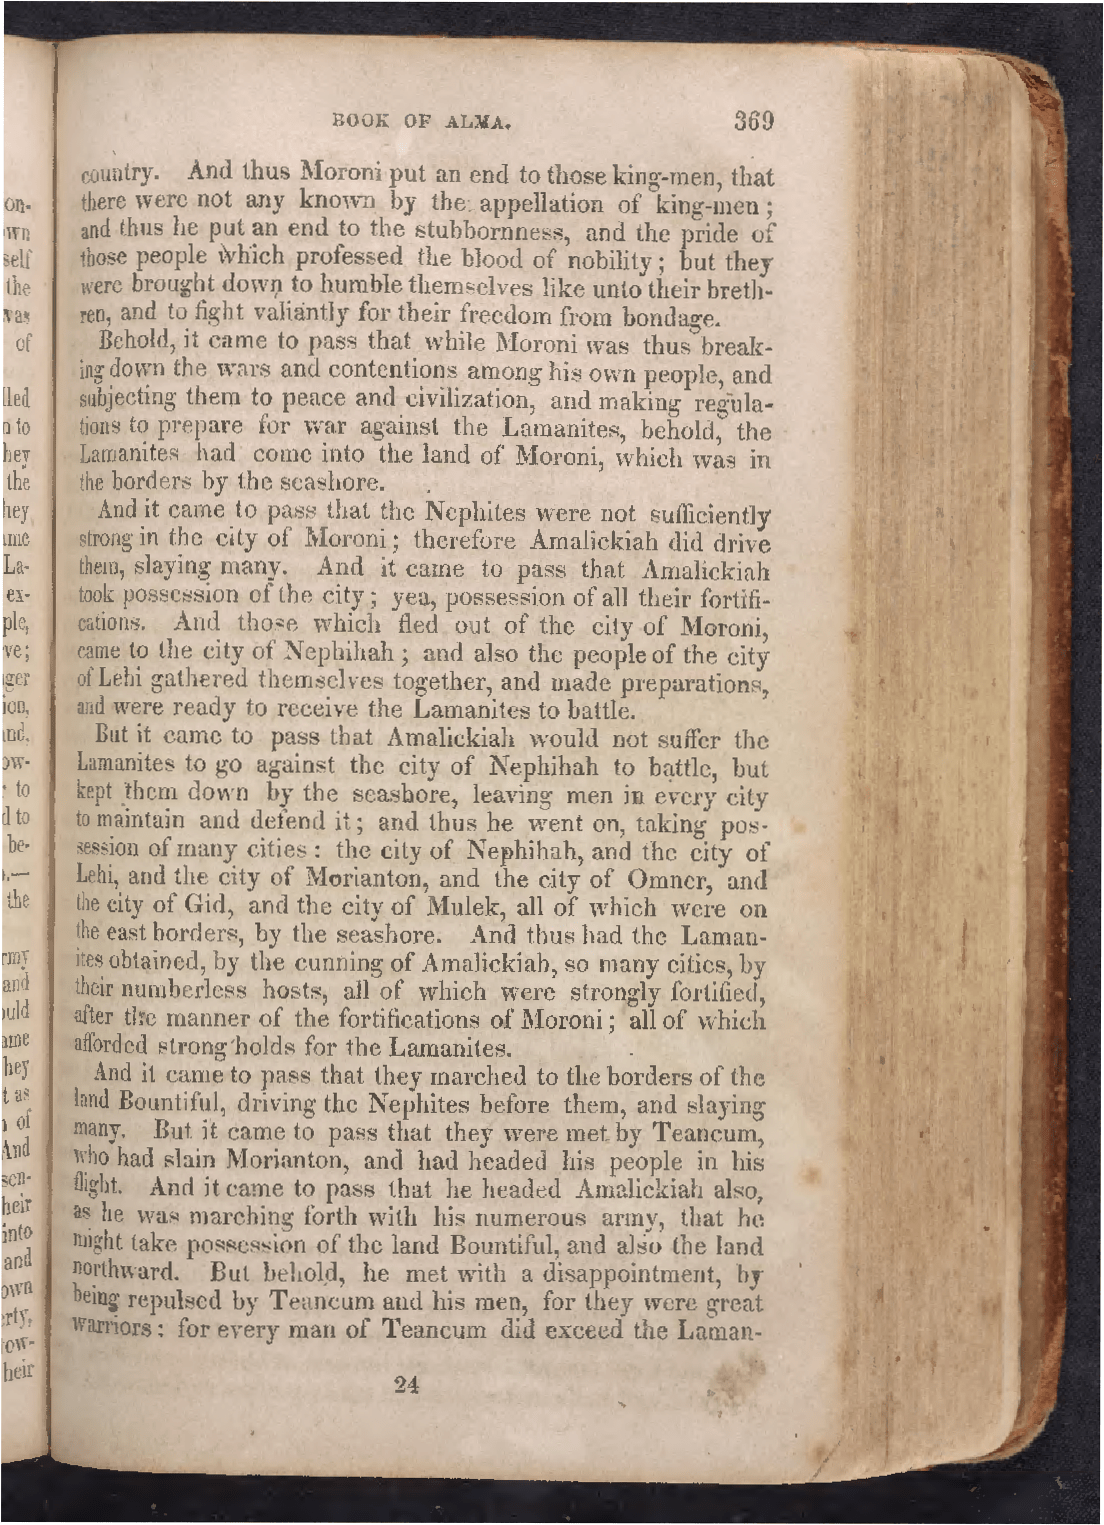 BOOK OF ALMA. 369
country. And thus Moroni put an end to those king-men, that
there were not any known by the appellation of king-men;
and thus he put an end to the stubbornness, and the pride of
those people which professed the blood of nobility; but they
were brought down to humble themselves like unto their breth-
ren, and to fight valiantly for their freedom from bondage.
Behold, it came to pass that while Moroni was thus break-
ing down the wars and contentions among his own people, and
subjecting them to peace and civilization, and making regula-
tions to prepare for war against the Lamanites, behold, the
Lamanites had come into the land of Moroni, which was in
the borders by the seashore.
And it came to pass that the Nephites were not sufficiently
strong in the city of Moroni; therefore Amalickiah did drive
them, slaying many. And it came to pass that Amalickiah
took possession of the city; yea, possession of all their fortifi-
cations. And those which fled out of the city of Moroni,
came to the city of Nephihah; and also the people of the city
of Lehi gathered themselves together, and made preparations,
and were ready to receive the Lamanites to battle.
But it came to pass that Amalickiah would not suffer the
Lamanites to go against the city of Nephihah to battle, but
kept them down by the seashore, leaving men in every city
to maintain and defend it; and thus he went on, taking pos-
session of many cities: the city of Nephihah, and the city of
Lehi, and the city of Morianton, and the city of Omner, and
the city of Gid, and the city of Mulek, all of which were on
the east borders, by the seashore. And thus had the Laman-
ites obtained, by the cunning of Amalickiah, so many cities, by
their numberless hosts, all of which were strongly fortified,
after the manner of the fortifications of Moroni; all of which
afforded strong holds for the Lamanites.
And it came to pass that they marched to the borders of the
land Bountiful, driving the Nephites before them, and slaying
many. But it came to pass that they were met by Teancum,
who had slain Morianton, and had headed his people in his
flight. And it came to pass that he headed Amalickiah also,
as he was marching forth with his numerous army, that he
might take possession of the land Bountiful, and also the land
northward. But behold, he met with a disappointment, by
being repulsed by Teancum and his men, for they were great
warriors: for every man of Teancum did exceed the Laman-
24